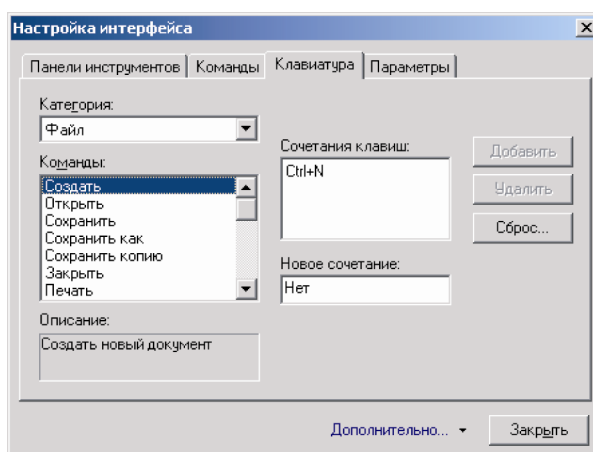 Настройка интерфейса
Панели инструментов Команды Клавиатура Параметры
Категория:
Файл
Команды:
Создать
Открыть
Сохранить
Сохранить как
Сохранить копию
Закрыть
Печать
Описание:
Создать новый документ
Сочетания клавиш:
Ctrl+N
Новое сочетание:
Нет
Добавить
Удалить
Сброс...
Дополнительно...
Закрыть